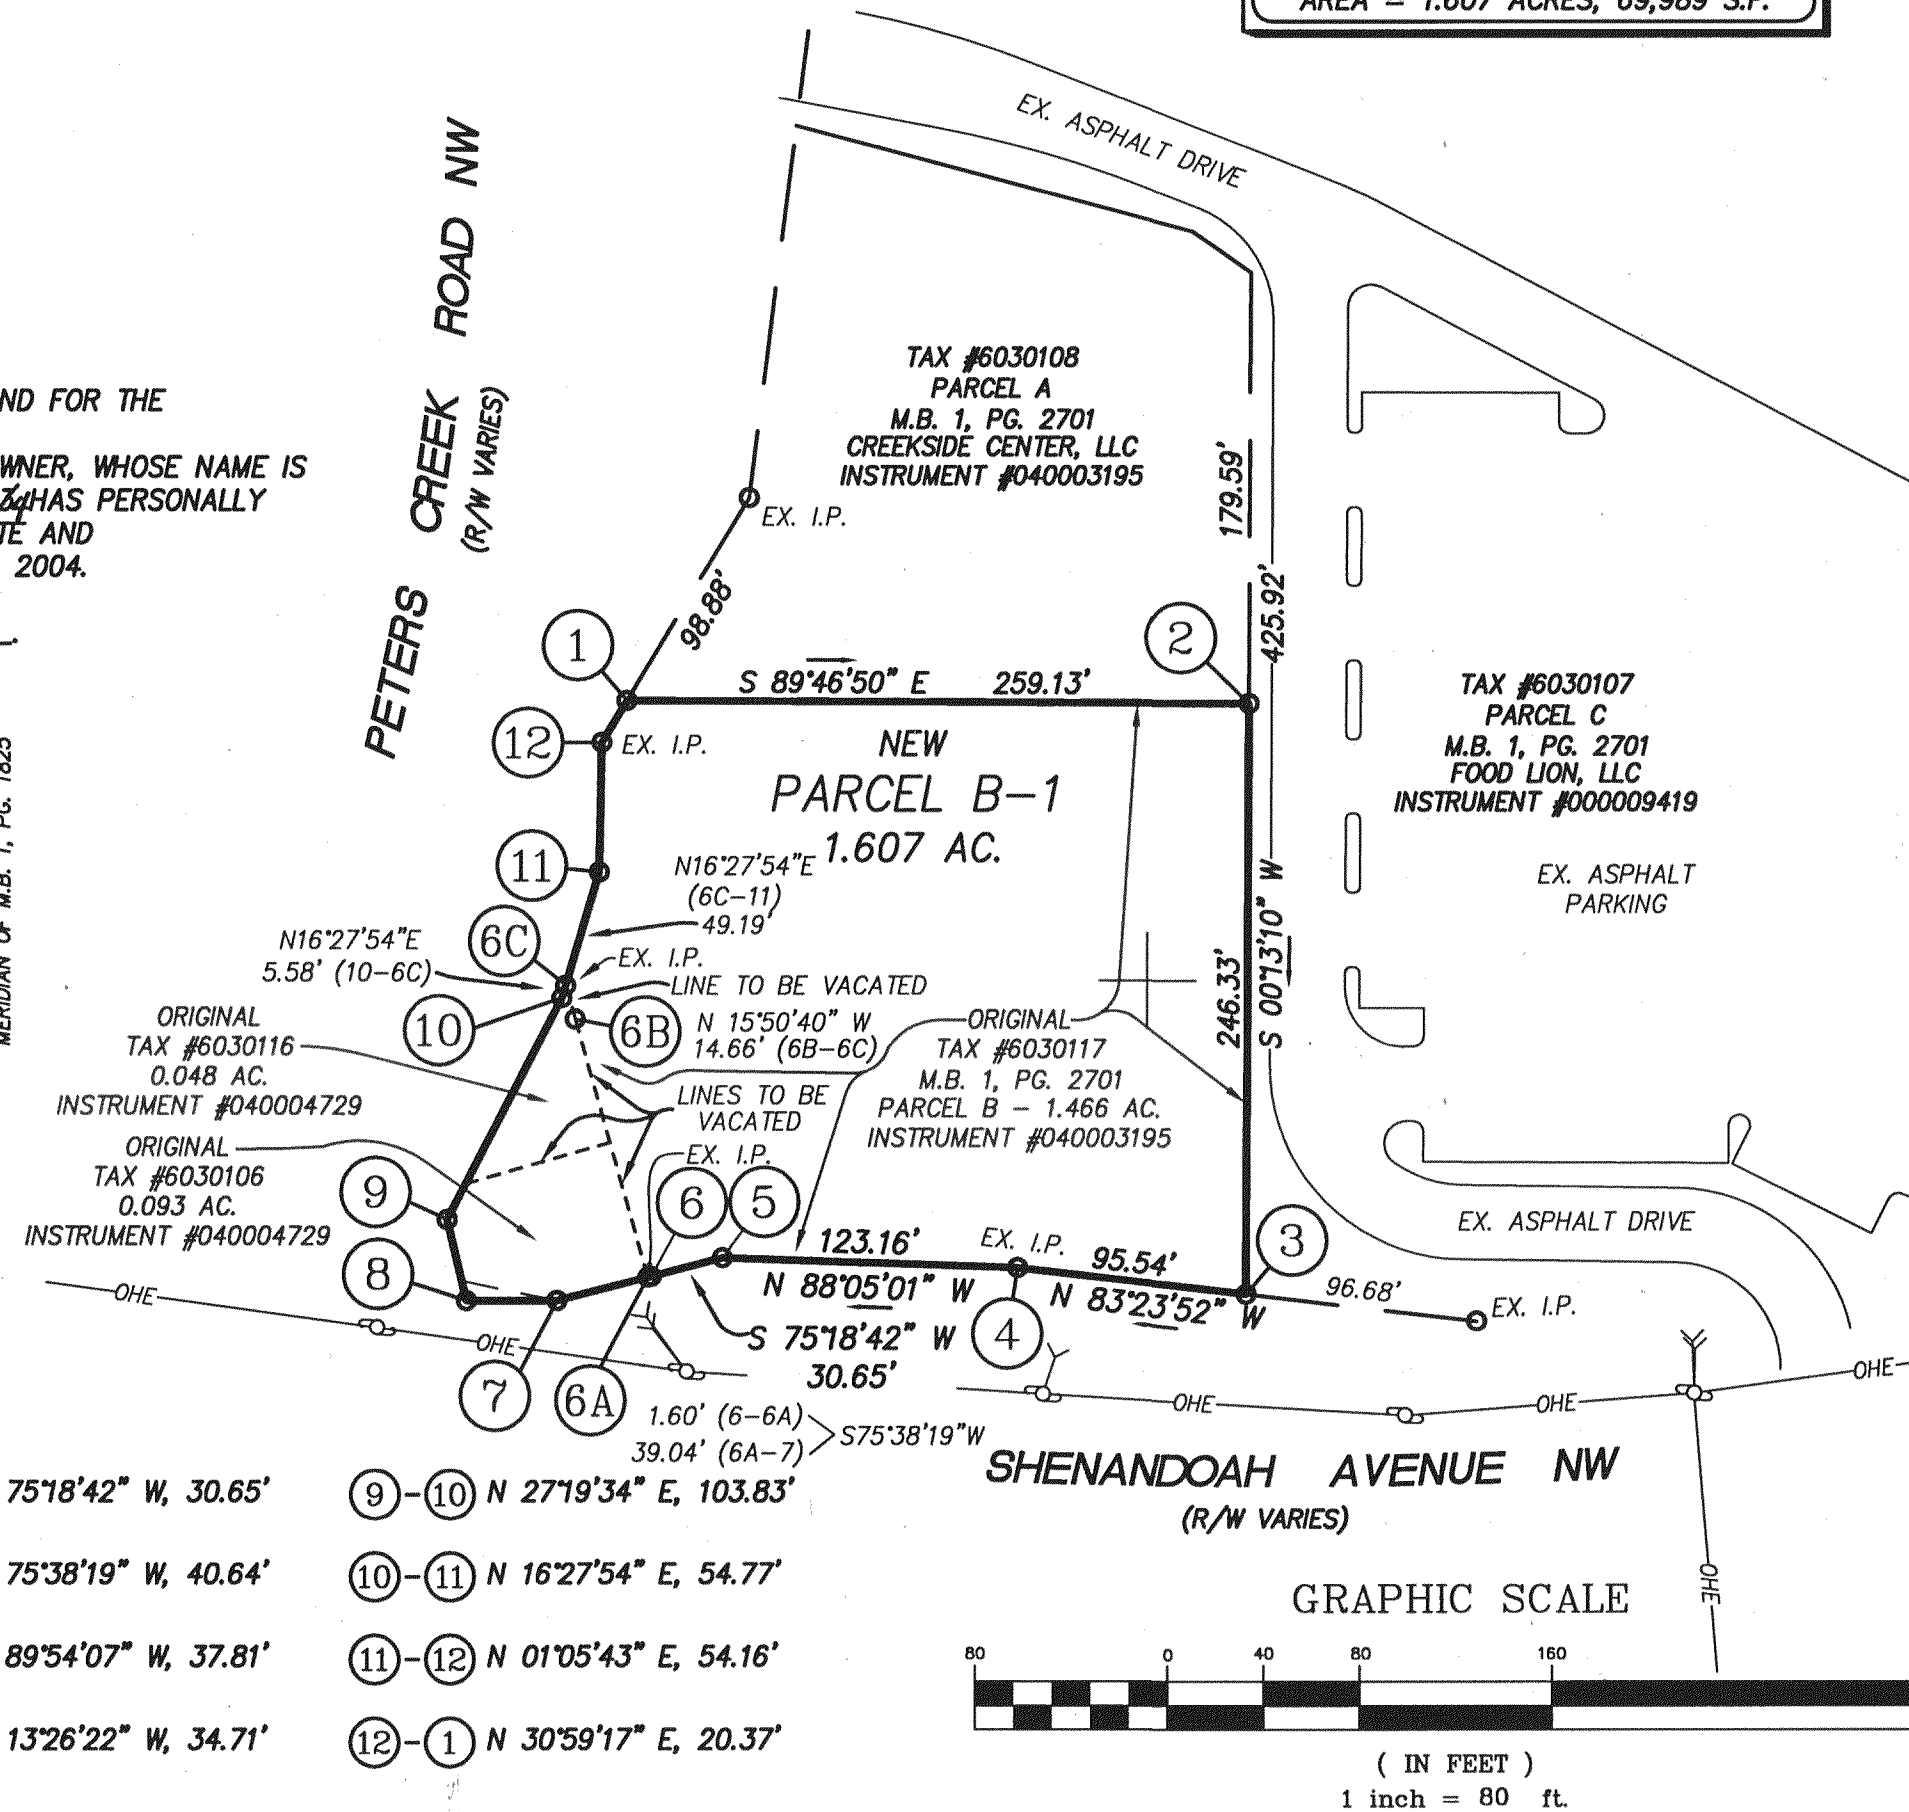 AREA = 1.607 ACRES, 69,989 S.F.
EX. ASPHALT DRIVE
PETERS CREEK ROAD NW
(R/W VARIES)
ND FOR THE
WNER, WHOSE NAME IS
HAS PERSONALLY
TE AND
2004.
MERIDIAN OF M.B. 1, PG. 1825
TAX #6030108
PARCEL A
M.B. 1, PG. 2701
CREEKSIDE CENTER, LLC
INSTRUMENT #040003195
EX. I.P.
98.88'
179.59'
425.92'
1
2
S 89°46'50" E 259.13'
12
EX. I.P.
NEW
PARCEL B-1
1.607 AC.
TAX #6030107
PARCEL C
M.B. 1, PG. 2701
FOOD LION, LLC
INSTRUMENT #000009419
EX. ASPHALT
PARKING
11
N16°27'54"E
(6C-11)
49.19'
6C
N16°27'54"E
5.58' (10-6C)
EX. I.P.
LINE TO BE VACATED
10
6B
N 15°50'40" W
14.66' (6B-6C)
246.33'
S 00°13'10" W
ORIGINAL
TAX #6030116
0.048 AC.
INSTRUMENT #040004729
ORIGINAL
TAX #6030117
M.B. 1, PG. 2701
PARCEL B - 1.466 AC.
INSTRUMENT #040003195
LINES TO BE
VACATED
ORIGINAL
TAX #6030106
0.093 AC.
INSTRUMENT #040004729
EX. I.P.
9
6
5
8
123.16'
N 88°05'01" W
EX. I.P.
95.54'
N 83°23'52" W
3
96.68'
EX. I.P.
EX. ASPHALT DRIVE
4
S 75°18'42" W
30.65'
7
6A
1.60' (6-6A)
39.04' (6A-7)
S75°38'19"W
OHE
OHE
OHE
OHE
OHE
OHE
SHENANDOAH AVENUE NW
(R/W VARIES)
75°18'42" W, 30.65'
9-10 N 27°19'34" E, 103.83'
75°38'19" W, 40.64'
10-11 N 16°27'54" E, 54.77'
89°54'07" W, 37.81'
11-12 N 01°05'43" E, 54.16'
13°26'22" W, 34.71'
12-1 N 30°59'17" E, 20.37'
GRAPHIC SCALE
80 0 40 80 160
( IN FEET )
1 inch = 80 ft.